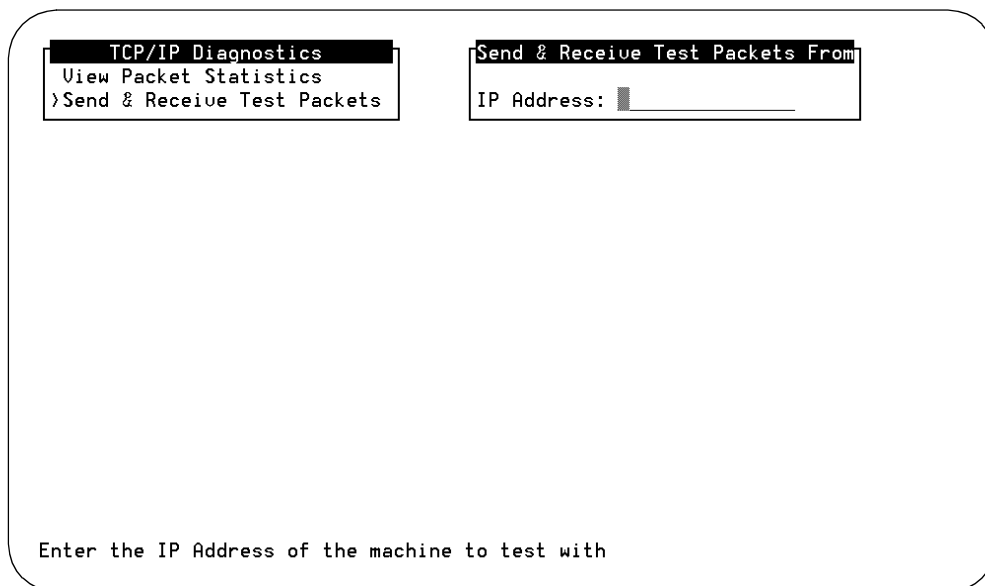 TCP/IP Diagnostics
View Packet Statistics
>Send & Receive Test Packets
Send & Receive Test Packets From
IP Address: _______________
Enter the IP Address of the machine to test with